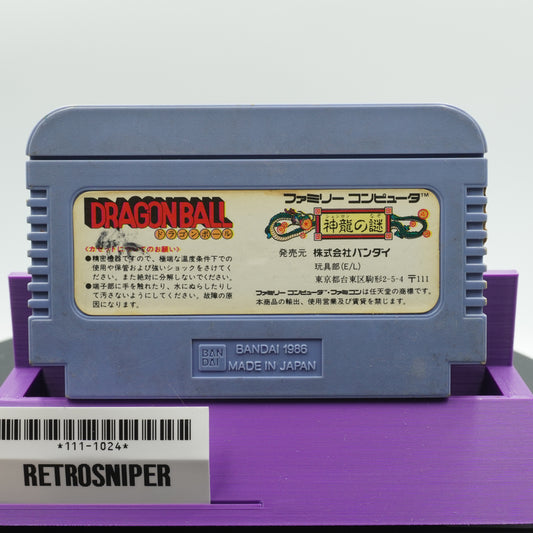 DRAGONBALL
ドラゴンボール
ファミリー コンピュータ™
シェンロン なぞ
神龍の謎
発売元 株式会社バンダイ
玩具部(E/L)
東京都台東区駒形2-5-4 〒111
ファミリー コンピュータ・ファミコンは任天堂の商標です。
本商品の輸出、使用営業及び賃貸を禁じます。
のお願い〉
●精密機器ですので、極端な温度条件下での
使用や保管および強いショックをさけてく
ださい。また絶対に分解しないでください。
●端子部に手を触れたり、水にぬらしたりし
て汚さないようにしてください。故障の原
因になります。
BAN
DAI
BANDAI 1986
MADE IN JAPAN
*111-1024*
RETROSNIPER